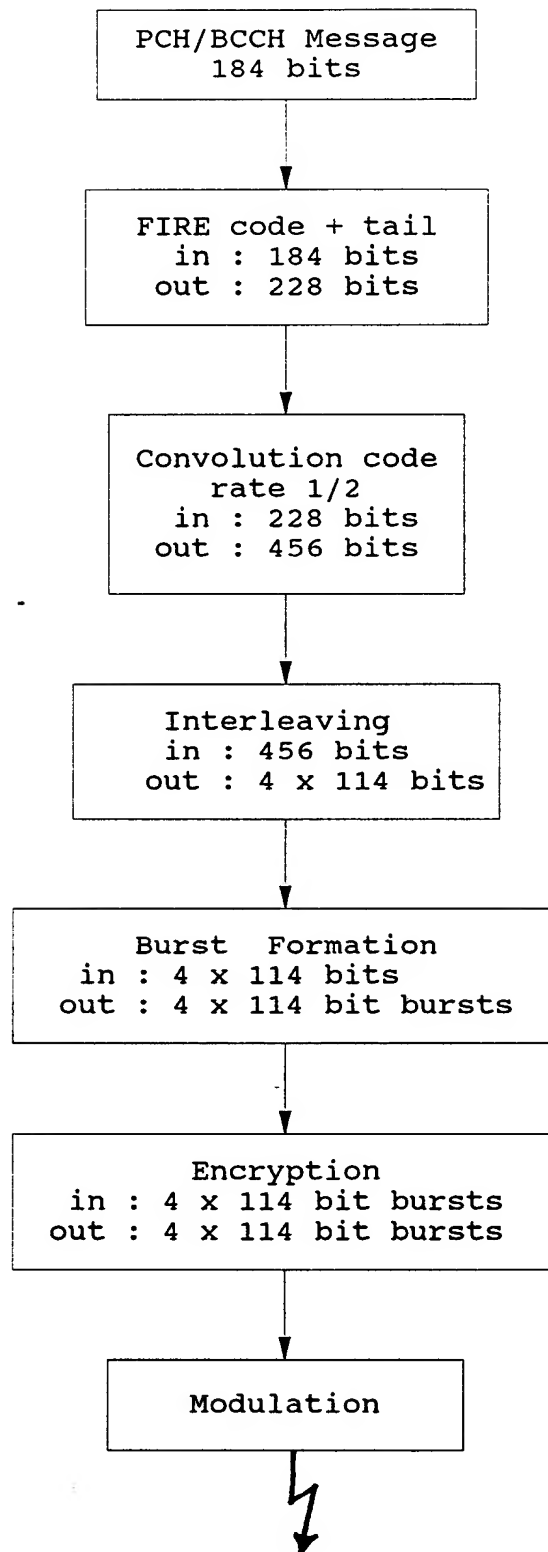 PCH/BCCH Message
184 bits
FIRE code + tail
in : 184 bits
out : 228 bits
Convolution code
rate 1/2
in : 228 bits
out : 456 bits
Interleaving
in : 456 bits
out : 4 x 114 bits
Burst Formation
in : 4 x 114 bits
out : 4 x 114 bit bursts
Encryption
in : 4 x 114 bit bursts
out : 4 x 114 bit bursts
Modulation